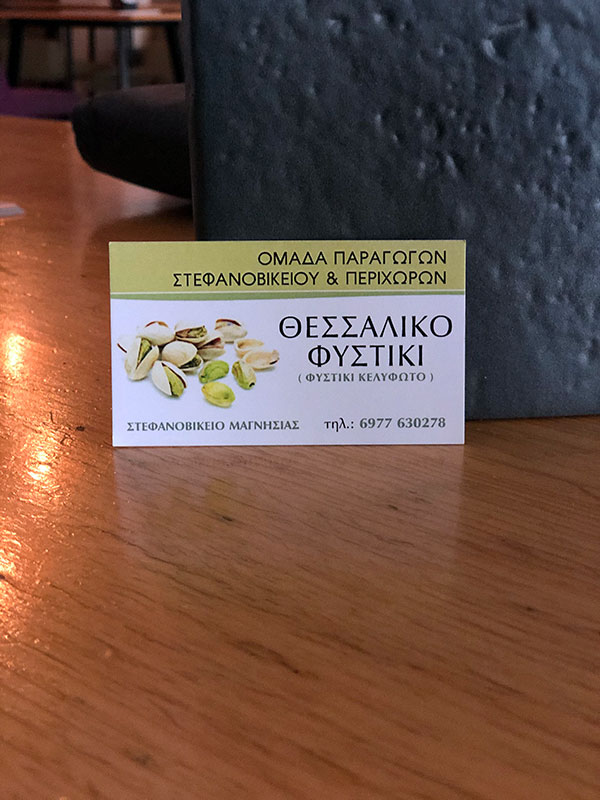 ΟΜΑΔΑ ΠΑΡΑΓΩΓΩΝ
ΣΤΕΦΑΝΟΒΙΚΕΙΟΥ & ΠΕΡΙΧΩΡΩΝ
ΘΕΣΣΑΛΙΚΟ
ΦΥΣΤΙΚΙ
( ΦΥΣΤΙΚΙ ΚΕΛΥΦΩΤΟ )
ΣΤΕΦΑΝΟΒΙΚΕΙΟ ΜΑΓΝΗΣΙΑΣ τηλ.: 6977 630278